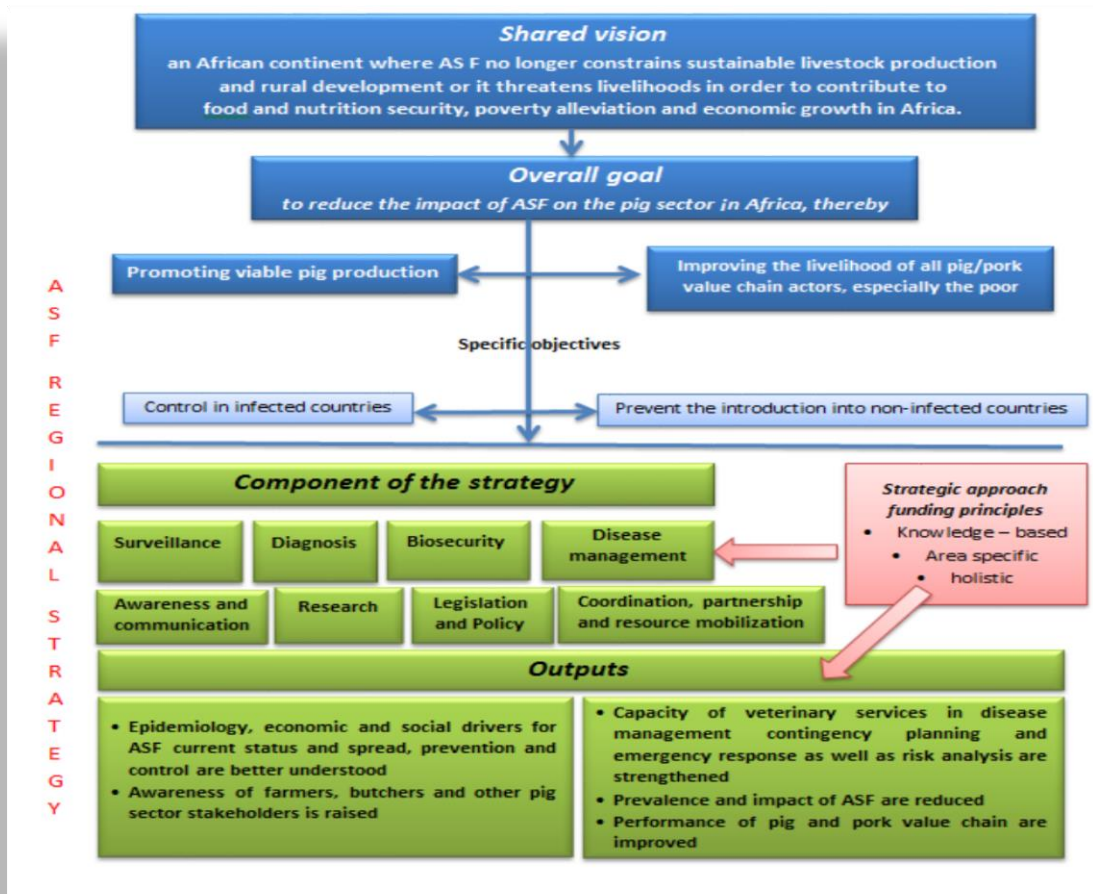 Shared vision
an African continent where AS F no longer constrains sustainable livestock production
and rural development or it threatens livelihoods in order to contribute to
food and nutrition security, poverty alleviation and economic growth in Africa.
Overall goal
to reduce the impact of ASF on the pig sector in Africa, thereby
Promoting viable pig production
Improving the livelihood of all pig/pork
value chain actors, especially the poor
Specific objectives
Control in infected countries
Prevent the introduction into non-infected countries
ASF REGIONAL STRATEGY
Component of the strategy
Strategic approach
funding principles
• Knowledge – based
• Area specific
• holistic
Surveillance
Diagnosis
Biosecurity
Disease
management
Awareness and
communication
Research
Legislation
and Policy
Coordination, partnership
and resource mobilization
Outputs
• Epidemiology, economic and social drivers for
ASF current status and spread, prevention and
control are better understood
• Awareness of farmers, butchers and other pig
sector stakeholders is raised
• Capacity of veterinary services in disease
management contingency planning and
emergency response as well as risk analysis are
strengthened
• Prevalence and impact of ASF are reduced
• Performance of pig and pork value chain are
improved